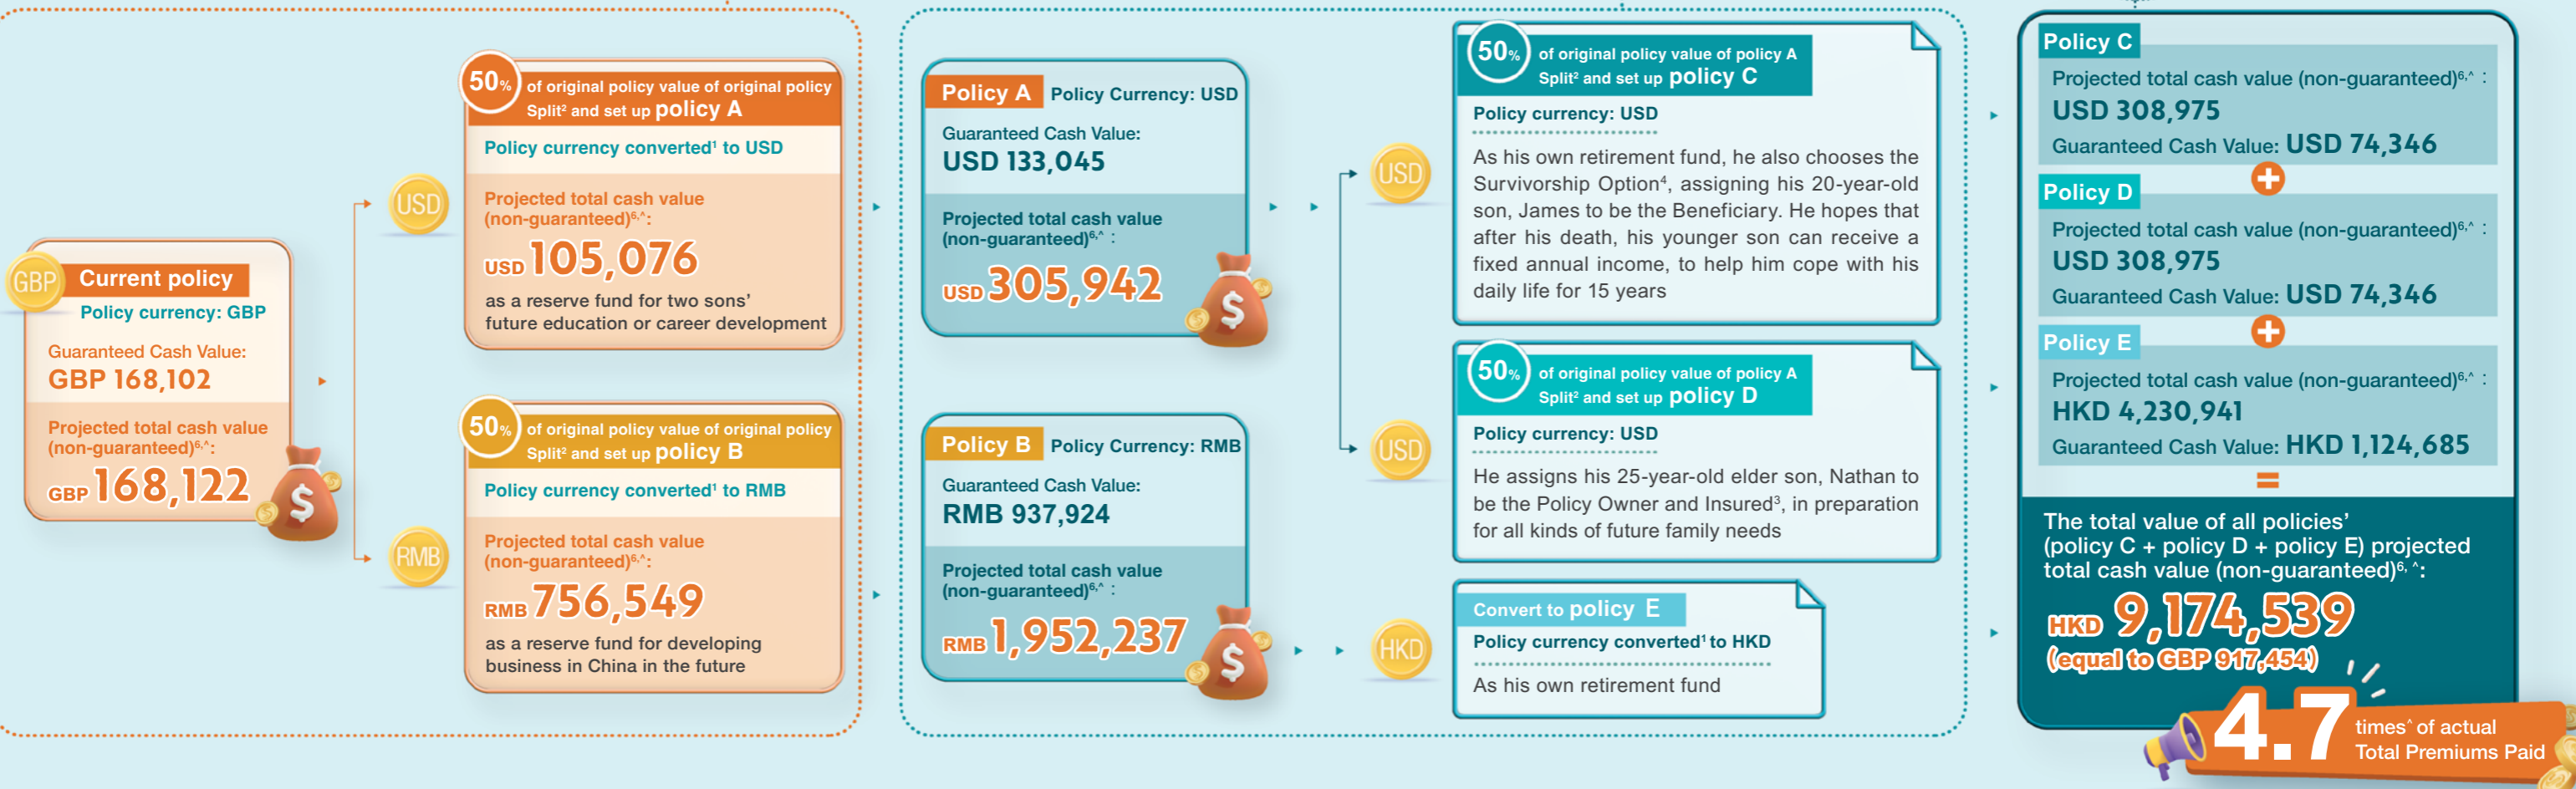 GBP
Current policy
Policy currency: GBP
Guaranteed Cash Value:
GBP 168,102
Projected total cash value
(non-guaranteed)⁶,^:
GBP 168,122
$
USD
50%
of original policy value of original policy
Split² and set up policy A
Policy currency converted¹ to USD
Projected total cash value
(non-guaranteed)⁶,^:
USD 105,076
as a reserve fund for two sons’
future education or career development
RMB
50%
of original policy value of original policy
Split² and set up policy B
Policy currency converted¹ to RMB
Projected total cash value
(non-guaranteed)⁶,^:
RMB 756,549
as a reserve fund for developing
business in China in the future
Policy A Policy Currency: USD
Guaranteed Cash Value:
USD 133,045
Projected total cash value
(non-guaranteed)⁶,^ :
USD 305,942
$
Policy B Policy Currency: RMB
Guaranteed Cash Value:
RMB 937,924
Projected total cash value
(non-guaranteed)⁶,^ :
RMB 1,952,237
$
USD
50%
of original policy value of policy A
Split² and set up policy C
Policy currency: USD
As his own retirement fund, he also chooses the
Survivorship Option⁴, assigning his 20-year-old
son, James to be the Beneficiary. He hopes that
after his death, his younger son can receive a
fixed annual income, to help him cope with his
daily life for 15 years
USD
50%
of original policy value of policy A
Split² and set up policy D
Policy currency: USD
He assigns his 25-year-old elder son, Nathan to
be the Policy Owner and Insured³, in preparation
for all kinds of future family needs
HKD
Convert to policy E
Policy currency converted¹ to HKD
As his own retirement fund
Policy C
Projected total cash value (non-guaranteed)⁶,^ :
USD 308,975
Guaranteed Cash Value: USD 74,346
+
Policy D
Projected total cash value (non-guaranteed)⁶,^ :
USD 308,975
Guaranteed Cash Value: USD 74,346
+
Policy E
Projected total cash value (non-guaranteed)⁶,^ :
HKD 4,230,941
Guaranteed Cash Value: HKD 1,124,685
=
The total value of all policies’
(policy C + policy D + policy E) projected
total cash value (non-guaranteed)⁶, ^:
HKD 9,174,539
(equal to GBP 917,454)
4.7 times^ of actual
Total Premiums Paid